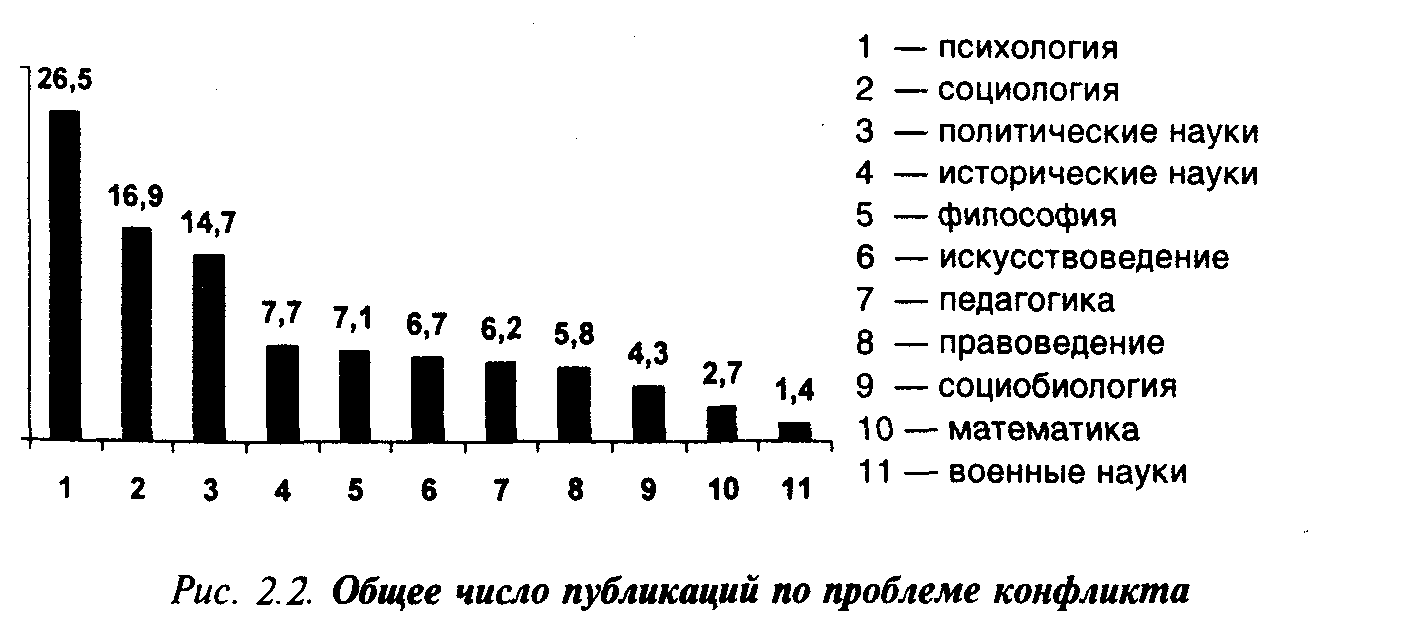 26,5
16,9
14,7
7,7
7,1
6,7
6,2
5,8
4,3
2,7
1,4
1 2 3 4 5 6 7 8 9 10 11
1 — психология
2 — социология
3 — политические науки
4 — исторические науки
5 — философия
6 — искусствоведение
7 — педагогика
8 — правоведение
9 — социобиология
10 — математика
11 — военные науки
Рис. 2.2. Общее число публикаций по проблеме конфликта